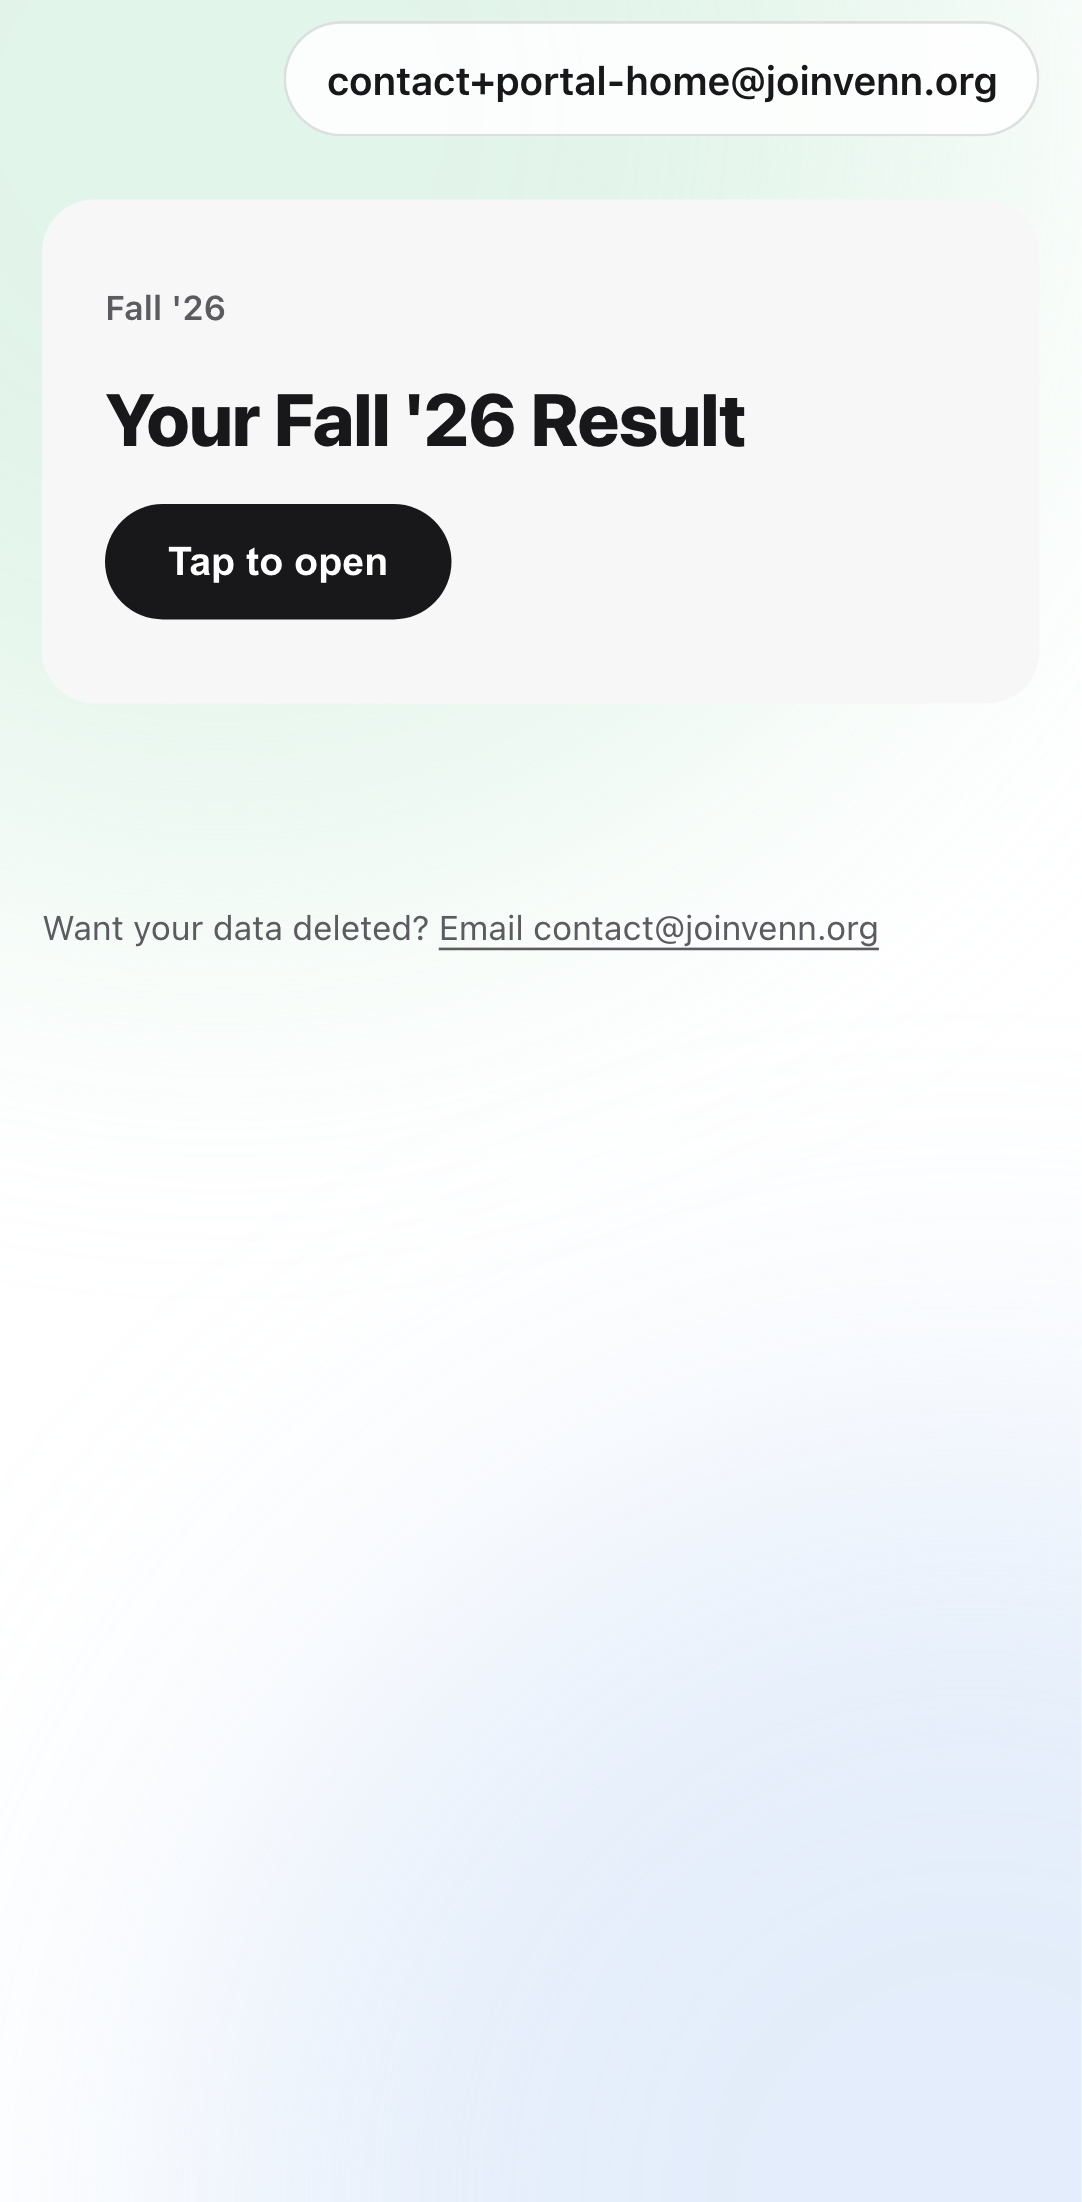 contact+portal-home@joinvenn.org
Fall '26
Your Fall '26 Result
Tap to open
Want your data deleted? Email contact@joinvenn.org